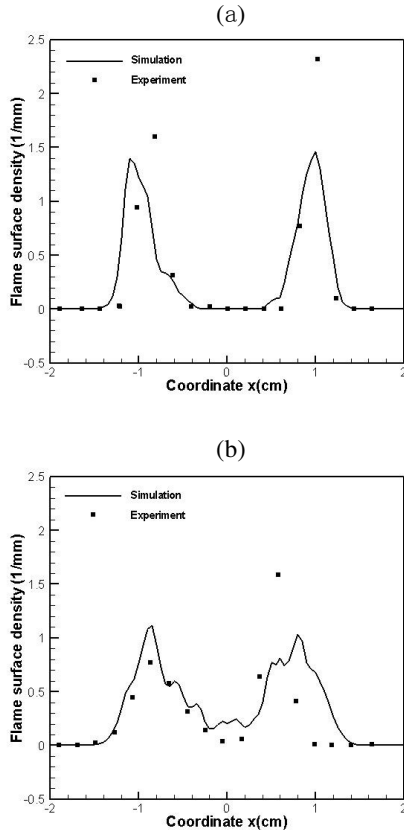 (a)
2.5
2
1.5
1
0.5
0
-0.5
Flame surface density (1/mm)
Simulation
Experiment
-2
-1
0
1
2
Coordinate x(cm)
(b)
2.5
2
1.5
1
0.5
0
-0.5
Flame surface density (1/mm)
Simulation
Experiment
-2
-1
0
1
2
Coordinate x(cm)